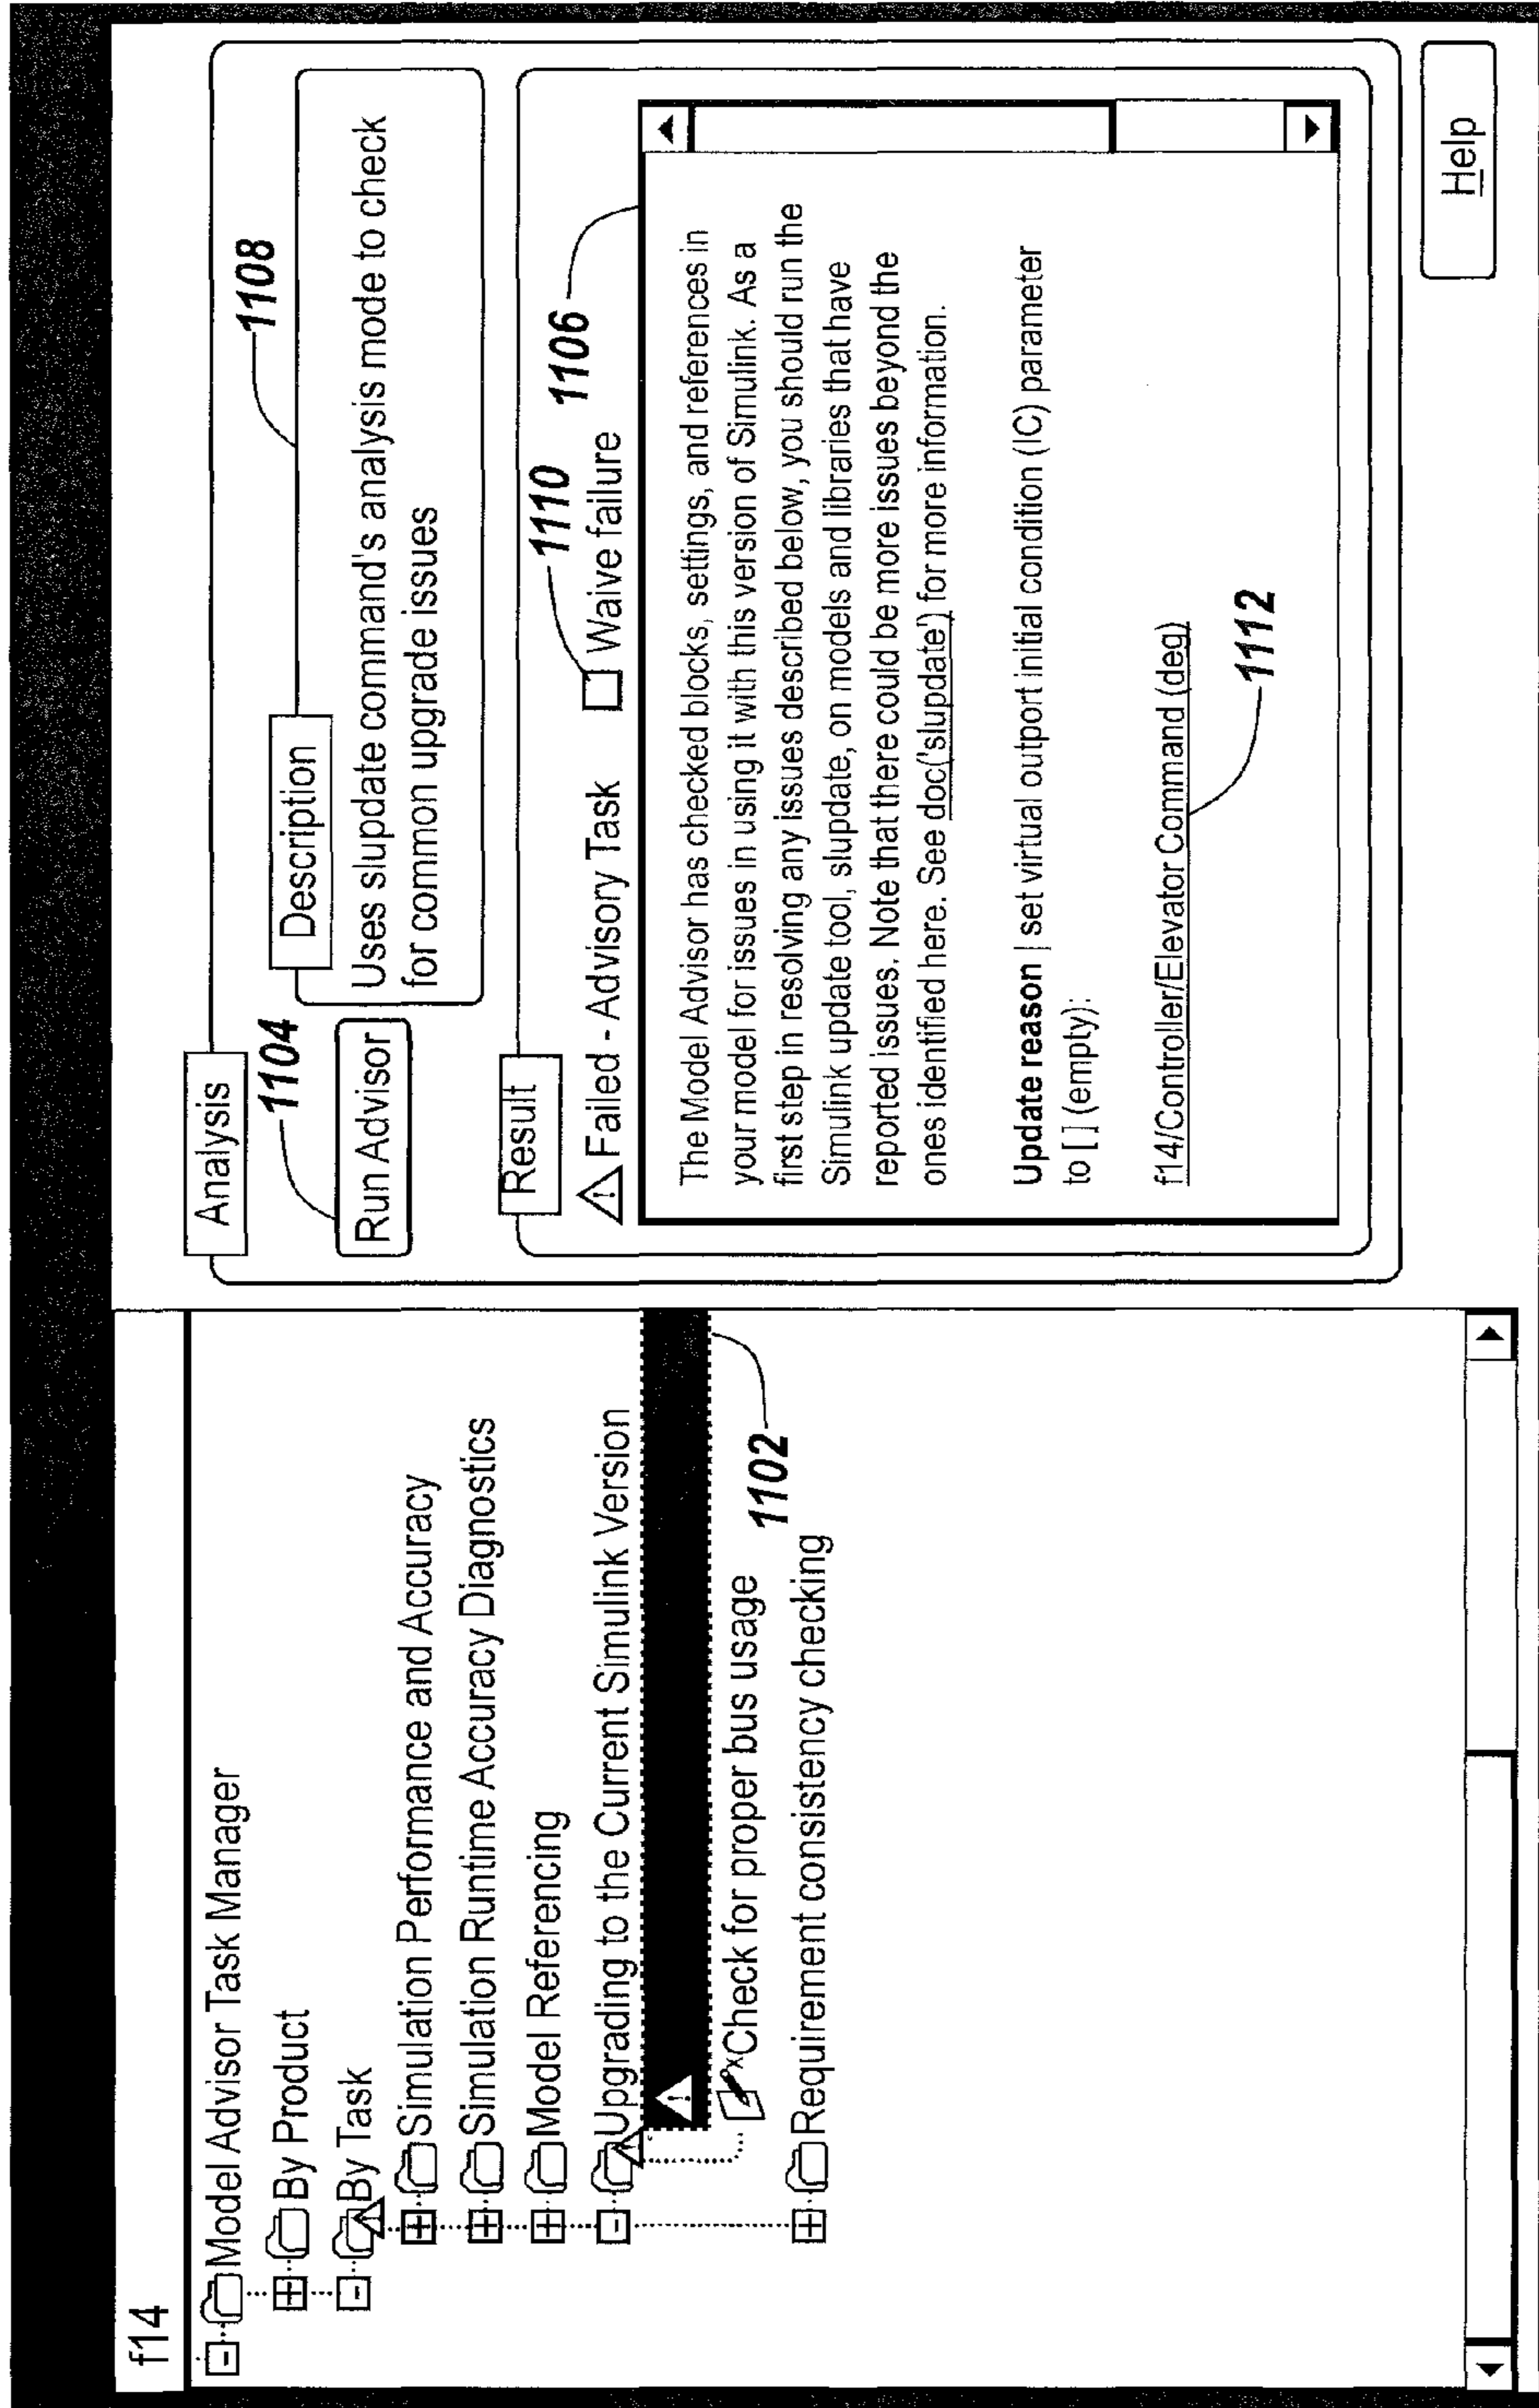 f14
Model Advisor Task Manager
By Product
By Task
Simulation Performance and Accuracy
Simulation Runtime Accuracy Diagnostics
Model Referencing
Upgrading to the Current Simulink Version
Check for proper bus usage
1102
Requirement consistency checking
Analysis
1104
Run Advisor
Description
1108
Uses slupdate command's analysis mode to check
for common upgrade issues
Result
1110
1106
Failed - Advisory Task
Waive failure
The Model Advisor has checked blocks, settings, and references in
your model for issues in using it with this version of Simulink. As a
first step in resolving any issues described below, you should run the
Simulink update tool, slupdate, on models and libraries that have
reported issues. Note that there could be more issues beyond the
ones identified here. See doc('slupdate') for more information.
Update reason | set virtual outport initial condition (IC) parameter
to [ ] (empty):
f14/Controller/Elevator Command (deg)
1112
Help